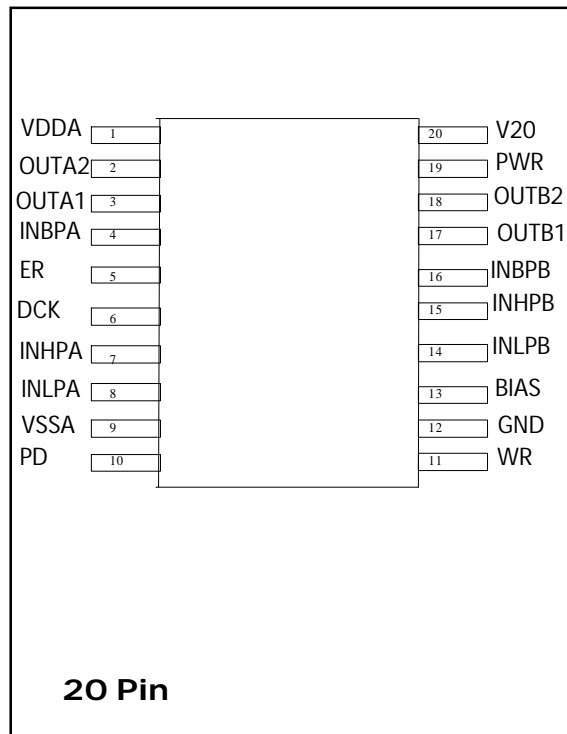 VDDA 1 20 V20
OUTA2 2 19 PWR
OUTA1 3 18 OUTB2
INBPA 4 17 OUTB1
ER 5 16 INBPB
DCK 6 15 INHPB
INHPA 7 14 INLPB
INLPA 8 13 BIAS
VSSA 9 12 GND
PD 10 11 WR
20 Pin